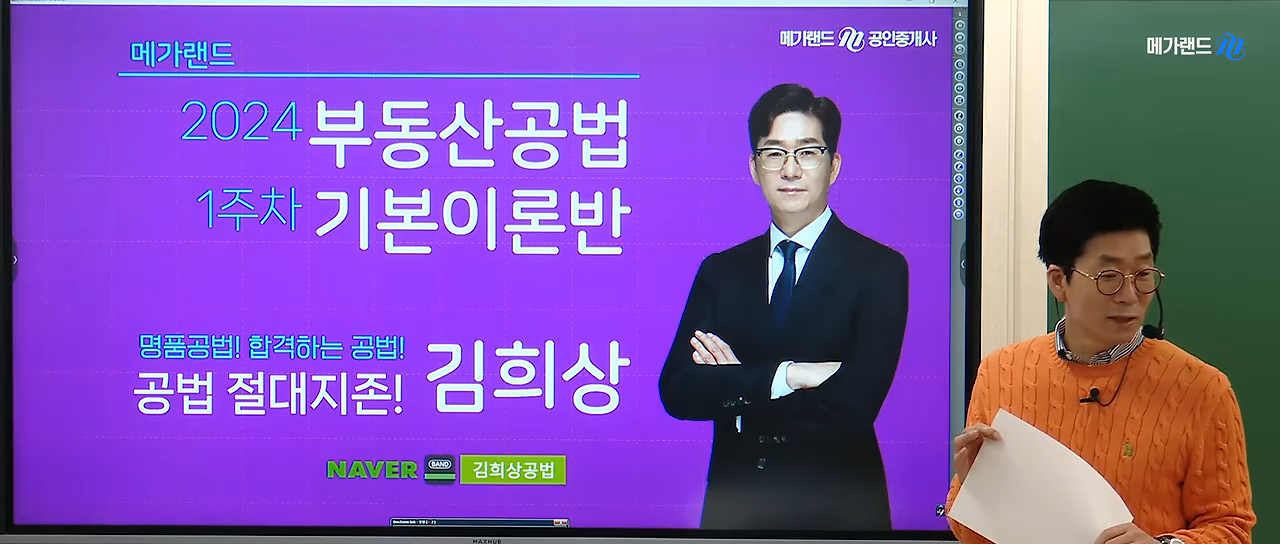 메가랜드 공인중개사
메가랜드
메가랜드
2024 부동산공법
1주차 기본이론반
명품공법! 합격하는 공법!
공법 절대지존! 김희상
NAVER BAND 김희상공법
MAXHUB